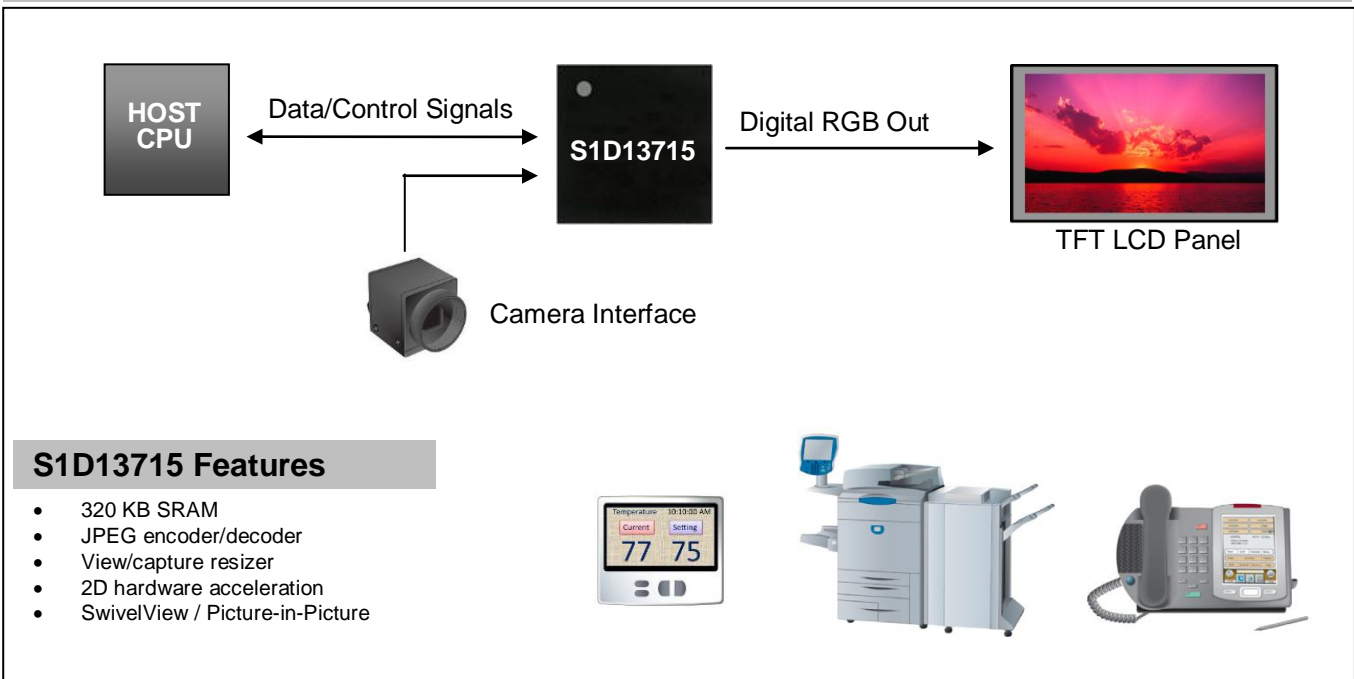 HOST
CPU
Data/Control Signals
S1D13715
Digital RGB Out
TFT LCD Panel
Camera Interface
S1D13715 Features
• 320 KB SRAM
• JPEG encoder/decoder
• View/capture resizer
• 2D hardware acceleration
• SwivelView / Picture-in-Picture
Temperature 10:10:00 AM
Current Setting
77 75